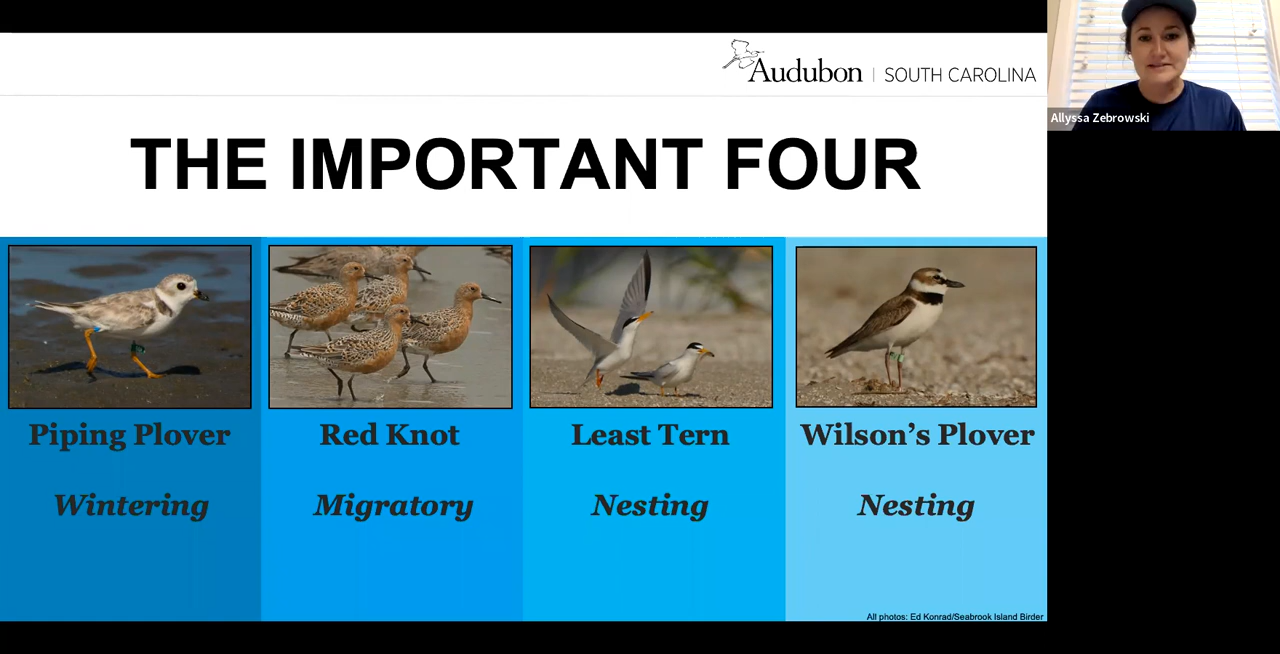 Audubon | SOUTH CAROLINA
Allyssa Zebrowski
THE IMPORTANT FOUR
Piping Plover
Wintering
Red Knot
Migratory
Least Tern
Nesting
Wilson’s Plover
Nesting
All photos: Ed Konrad/Seabrook Island Birder